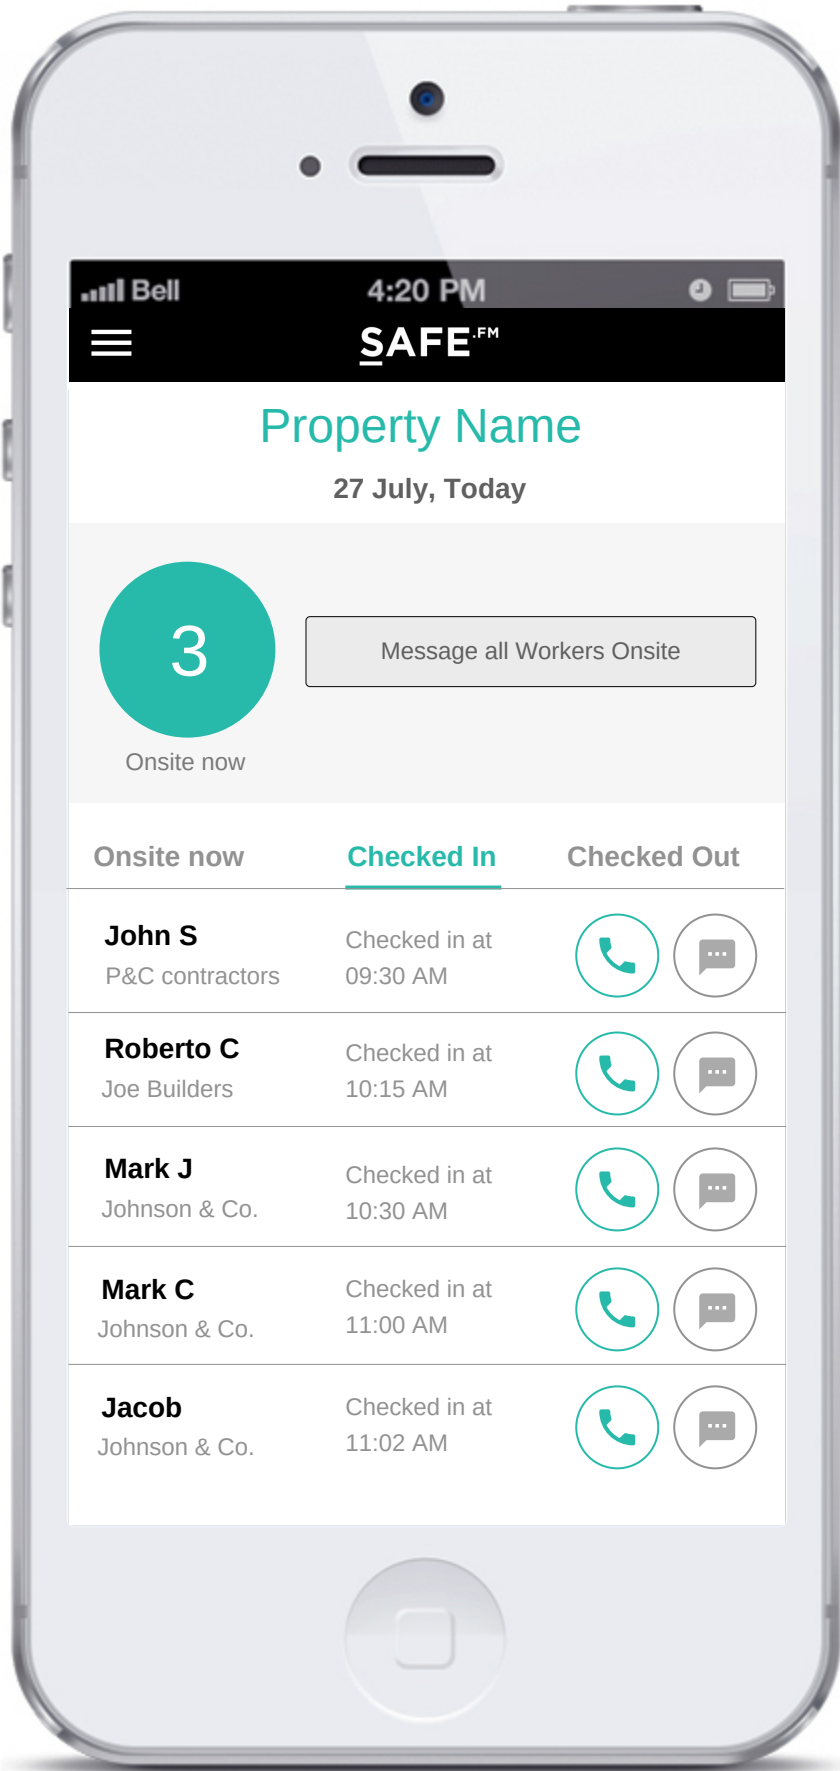 Bell 4:20 PM
SAFE.FM
Property Name
27 July, Today
3
Message all Workers Onsite
Onsite now
Onsite now Checked In Checked Out
John S
P&C contractors
Checked in at
09:30 AM
Roberto C
Joe Builders
Checked in at
10:15 AM
Mark J
Johnson & Co.
Checked in at
10:30 AM
Mark C
Johnson & Co.
Checked in at
11:00 AM
Jacob
Johnson & Co.
Checked in at
11:02 AM